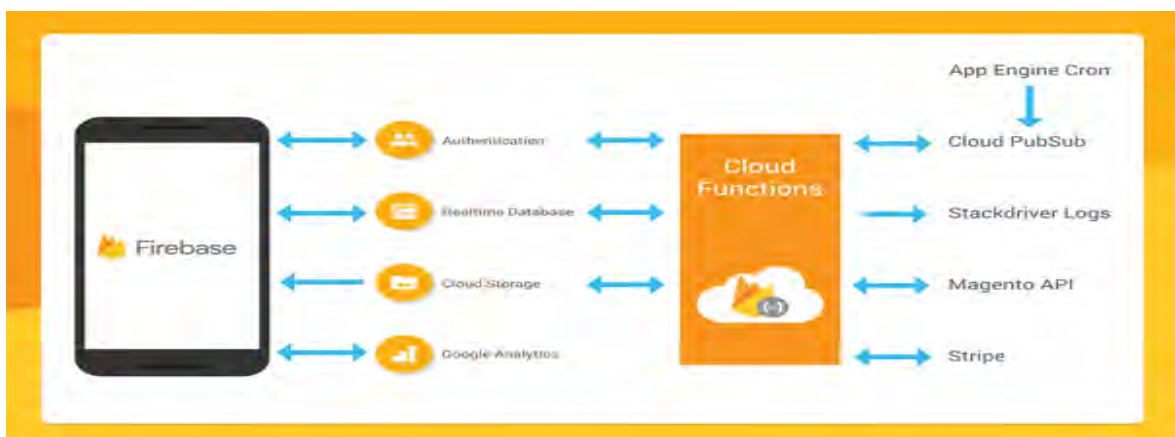 App Engine Cron
Authentication
Cloud PubSub
Cloud
Functions
Realtime Database
Stackdriver Logs
Firebase
Cloud Storage
Magento API
Google Analytics
Stripe